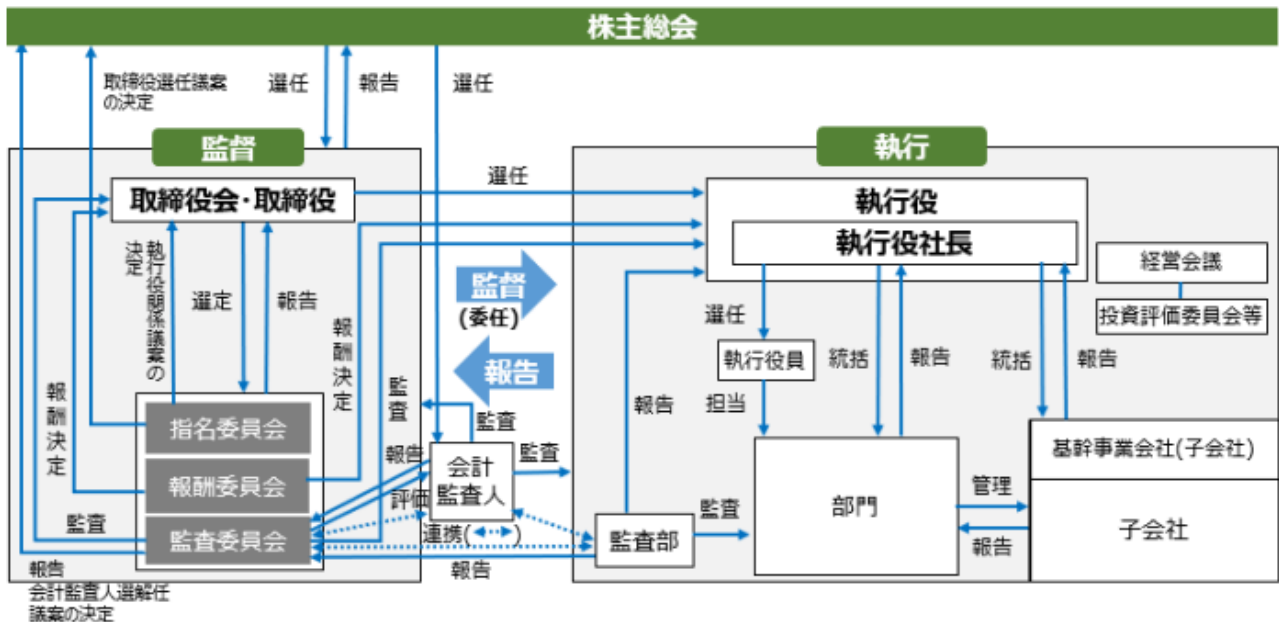 株主総会
取締役選任議案
の決定
選任
報告
選任
監督
執行
取締役会・取締役
選任
執行役
執行役社長
経営会議
投資評価委員会等
執行役関係議案の
決定
選定
報告
報酬決定
監督
(委任)
報告
選任
執行役員
担当
統括
報告
統括
報告
報酬決定
監査
報告
監査
監査
報告
評価
指名委員会
報酬委員会
監査委員会
会計
監査人
連携( )
監査
監査部
監査
部門
管理
報告
基幹事業会社(子会社)
子会社
報告
報告
会計監査人選解任
議案の決定